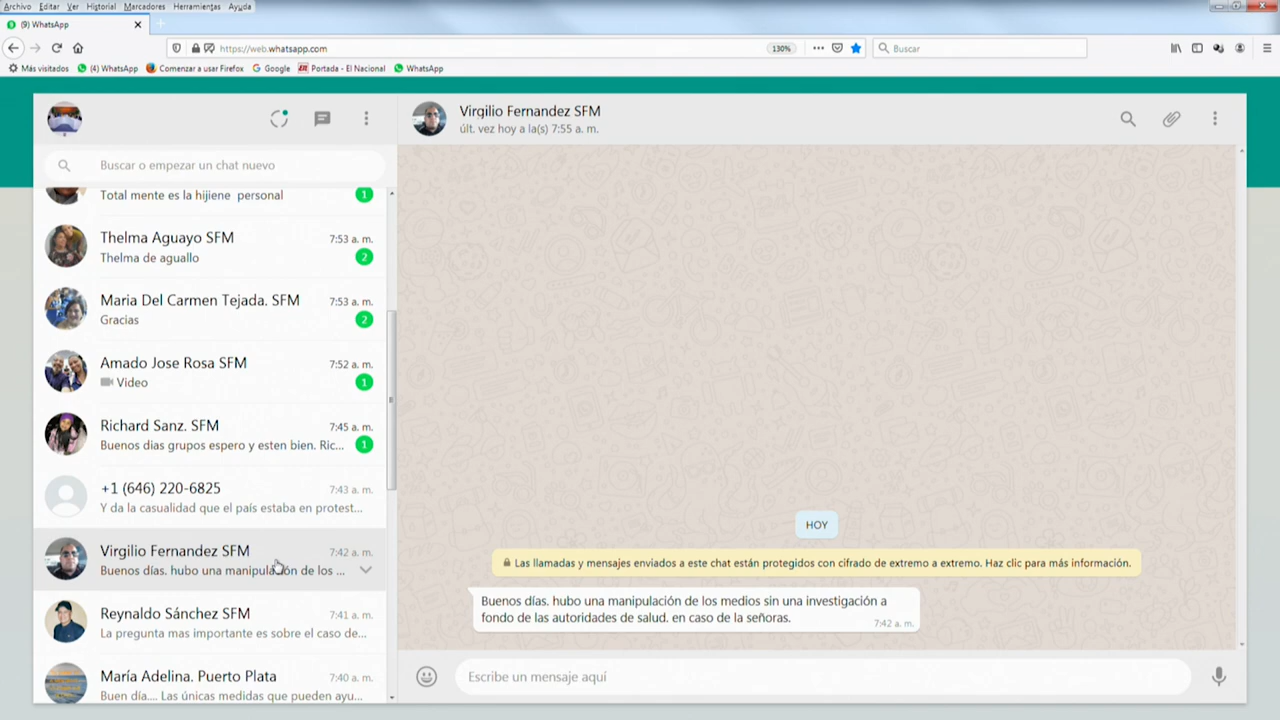 Archivo Editar Ver Historial Marcadores Herramientas Ayuda
(9) WhatsApp
https://web.whatsapp.com
130%
Buscar
Más visitados
(4) WhatsApp
Comenzar a usar Firefox
Google
Portada - El Nacional
WhatsApp
Buscar o empezar un chat nuevo
Total mente es la hijiene personal
1
Thelma Aguayo SFM
7:53 a. m.
Thelma de aguallo
2
Maria Del Carmen Tejada. SFM
7:53 a. m.
Gracias
2
Amado Jose Rosa SFM
7:52 a. m.
Video
1
Richard Sanz. SFM
7:45 a. m.
Buenos dias grupos espero y esten bien. Ric...
1
+1 (646) 220-6825
7:43 a. m.
Y da la casualidad que el país estaba en protest...
Virgilio Fernandez SFM
7:42 a. m.
Buenos días. hubo una manipulación de los ...
Reynaldo Sánchez SFM
7:41 a. m.
La pregunta mas importante es sobre el caso de...
María Adelina. Puerto Plata
7:40 a. m.
Buen día.... Las únicas medidas que pueden ayu...
Virgilio Fernandez SFM
últ. vez hoy a la(s) 7:55 a. m.
HOY
Las llamadas y mensajes enviados a este chat están protegidos con cifrado de extremo a extremo. Haz clic para más información.
Buenos días. hubo una manipulación de los medios sin una investigación a
fondo de las autoridades de salud. en caso de la señoras.
7:42 a. m.
Escribe un mensaje aquí